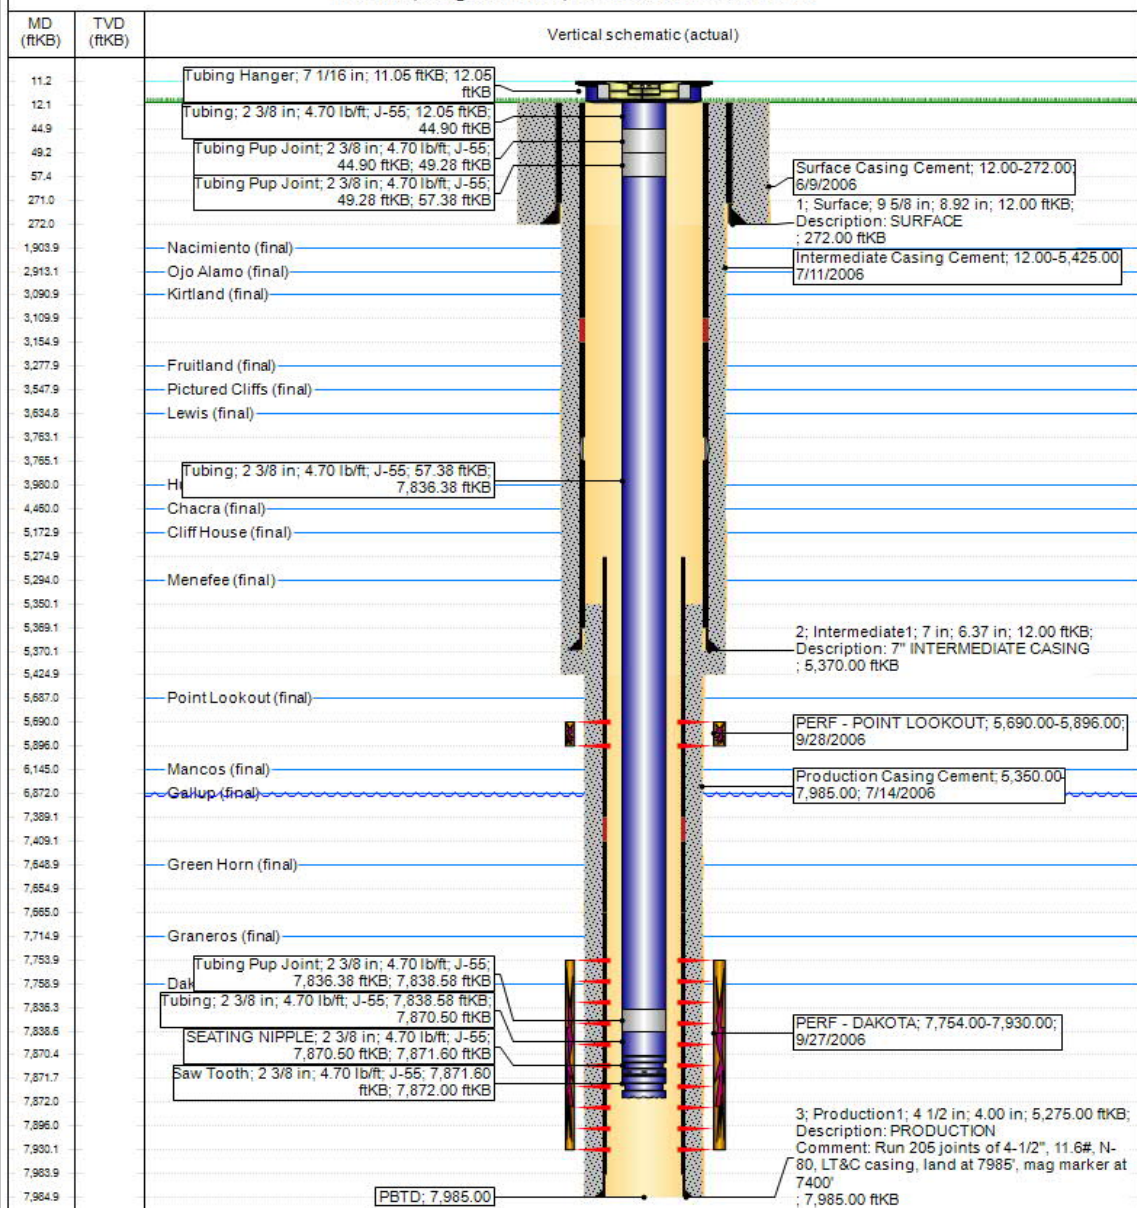 MD
(ftKB)
TVD
(ftKB)
Vertical schematic (actual)
11.2
12.1
44.9
49.2
57.4
271.0
272.0
1,903.9
2,913.1
3,090.9
3,109.9
3,154.9
3,277.9
3,547.9
3,634.8
3,763.1
3,765.1
3,980.0
4,460.0
5,172.9
5,274.9
5,294.0
5,350.1
5,369.1
5,370.1
5,424.9
5,687.0
5,690.0
5,896.0
6,145.0
6,872.0
7,389.1
7,409.1
7,648.9
7,654.9
7,665.0
7,714.9
7,753.9
7,758.9
7,836.3
7,838.6
7,870.4
7,871.7
7,872.0
7,896.0
7,930.1
7,983.9
7,984.9
Tubing Hanger; 7 1/16 in; 11.05 ftKB; 12.05
ftKB
Tubing; 2 3/8 in; 4.70 lb/ft; J-55; 12.05 ftKB;
44.90 ftKB
Tubing Pup Joint; 2 3/8 in; 4.70 lb/ft; J-55;
44.90 ftKB; 49.28 ftKB
Tubing Pup Joint; 2 3/8 in; 4.70 lb/ft; J-55;
49.28 ftKB; 57.38 ftKB
Nacimiento (final)
Ojo Alamo (final)
Kirtland (final)
Fruitland (final)
Pictured Cliffs (final)
Lewis (final)
Tubing; 2 3/8 in; 4.70 lb/ft; J-55; 57.38 ftKB;
7,836.38 ftKB
Chacra (final)
Cliff House (final)
Menefee (final)
Point Lookout (final)
Mancos (final)
Gallup (final)
Green Horn (final)
Graneros (final)
Tubing Pup Joint; 2 3/8 in; 4.70 lb/ft; J-55;
7,836.38 ftKB; 7,838.58 ftKB
Dak
Tubing; 2 3/8 in; 4.70 lb/ft; J-55; 7,838.58 ftKB;
7,870.50 ftKB
SEATING NIPPLE; 2 3/8 in; 4.70 lb/ft; J-55;
7,870.50 ftKB; 7,871.60 ftKB
Saw Tooth; 2 3/8 in; 4.70 lb/ft; J-55; 7,871.60
ftKB; 7,872.00 ftKB
PBTD; 7,985.00
Surface Casing Cement; 12.00-272.00;
6/9/2006
1; Surface; 9 5/8 in; 8.92 in; 12.00 ftKB;
Description: SURFACE
; 272.00 ftKB
Intermediate Casing Cement; 12.00-5,425.00
7/11/2006
2; Intermediate1; 7 in; 6.37 in; 12.00 ftKB;
Description: 7" INTERMEDIATE CASING
; 5,370.00 ftKB
PERF - POINT LOOKOUT; 5,690.00-5,896.00;
9/28/2006
Production Casing Cement; 5,350.00-
7,985.00; 7/14/2006
PERF - DAKOTA; 7,754.00-7,930.00;
9/27/2006
3; Production1; 4 1/2 in; 4.00 in; 5,275.00 ftKB;
Description: PRODUCTION
Comment: Run 205 joints of 4-1/2", 11.6#, N-
80, LT&C casing, land at 7985', mag marker at
7400'
; 7,985.00 ftKB